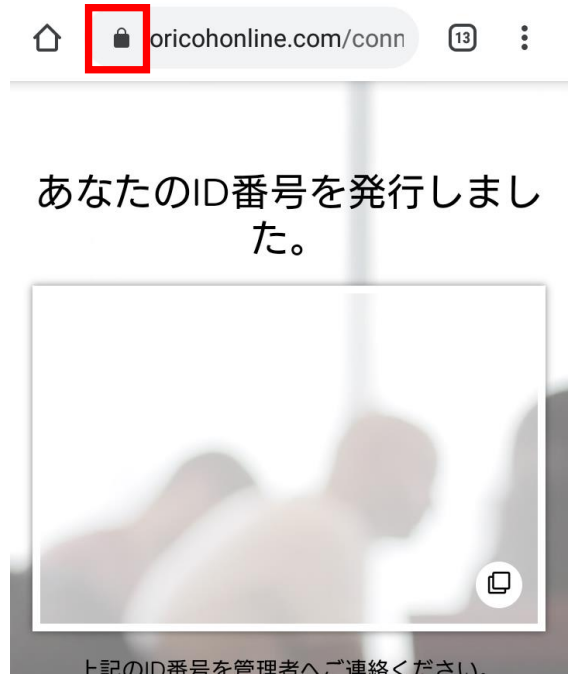 oricohonline.com/conn
13
あなたのID番号を発行しまし
た。
上記のID番号を管理者へご連絡ください。